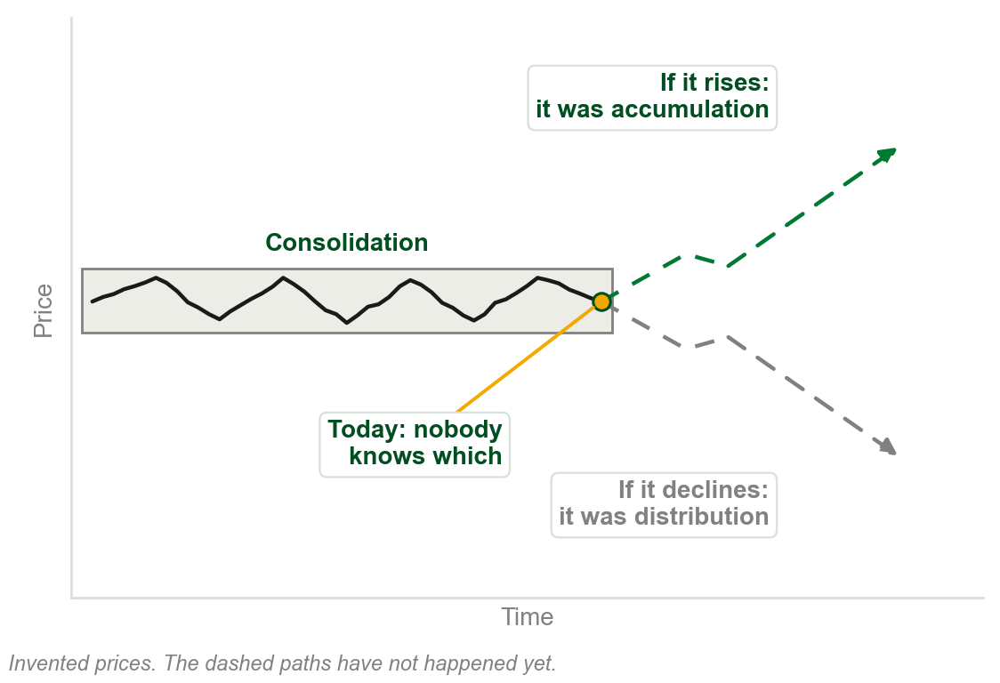 If it rises:
it was accumulation
Consolidation
Price
Today: nobody
knows which
If it declines:
it was distribution
Time
Invented prices. The dashed paths have not happened yet.